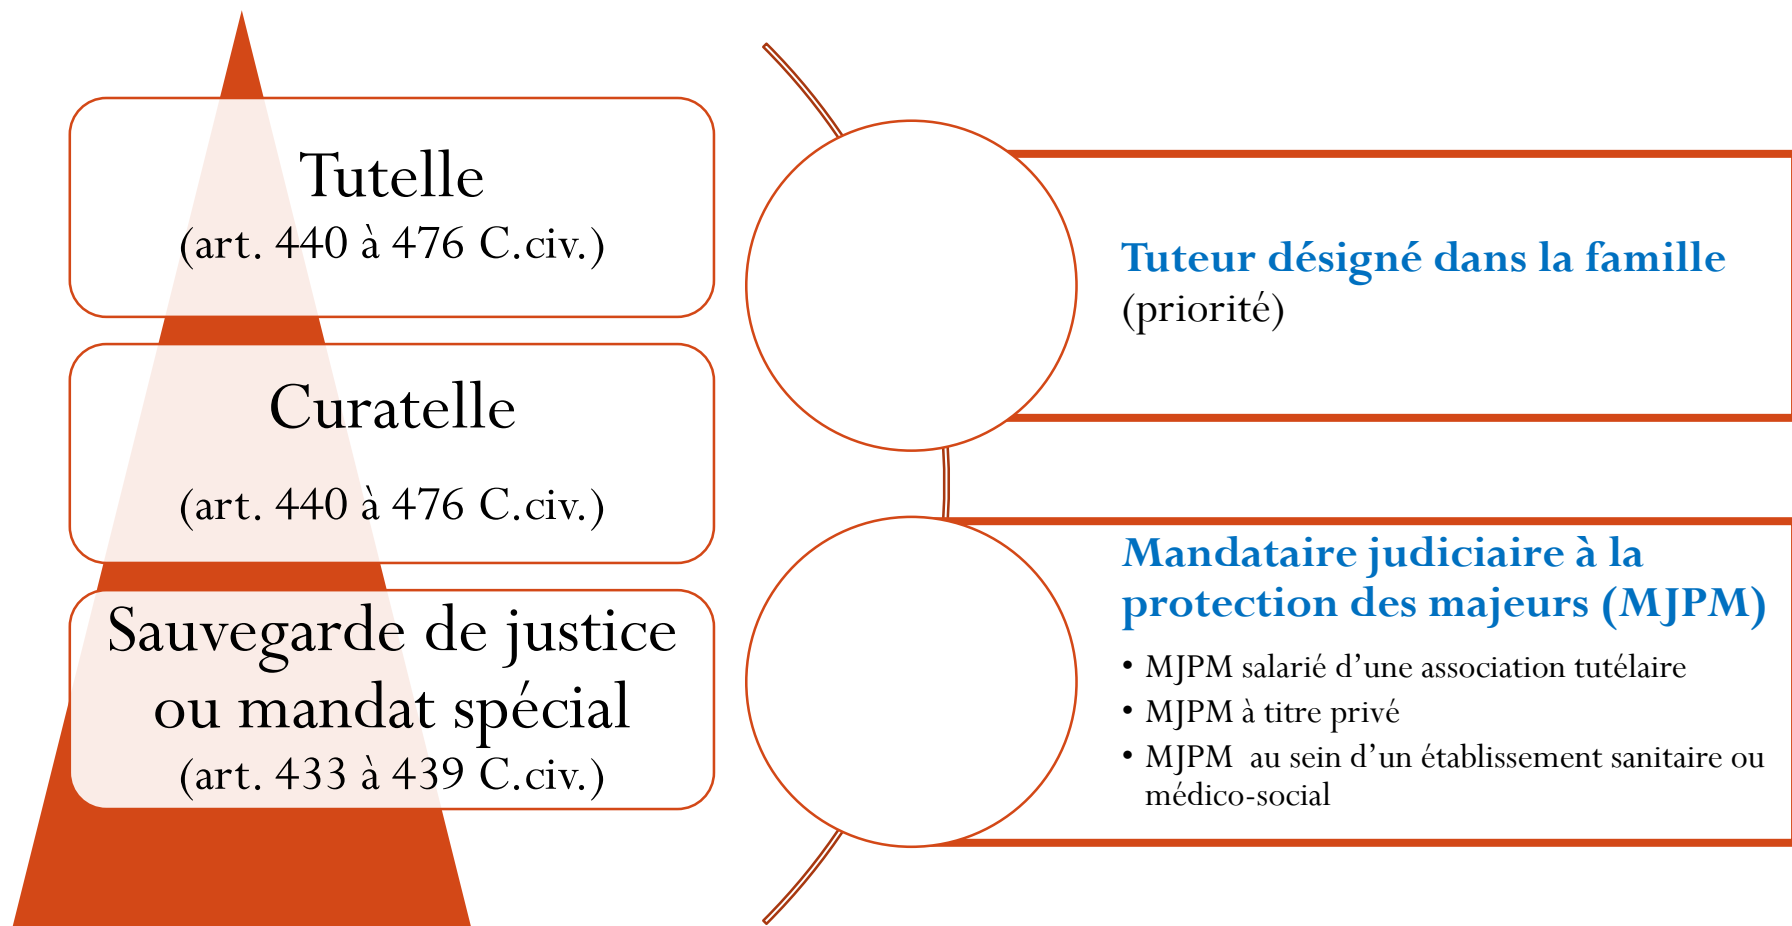 Tutelle
(art. 440 à 476 C.civ.)
Curatelle
(art. 440 à 476 C.civ.)
Sauvegarde de justice
ou mandat spécial
(art. 433 à 439 C.civ.)
Tuteur désigné dans la famille
(priorité)
Mandataire judiciaire à la
protection des majeurs (MJPM)
• MJPM salarié d’une association tutélaire
• MJPM à titre privé
• MJPM au sein d’un établissement sanitaire ou
médico-social